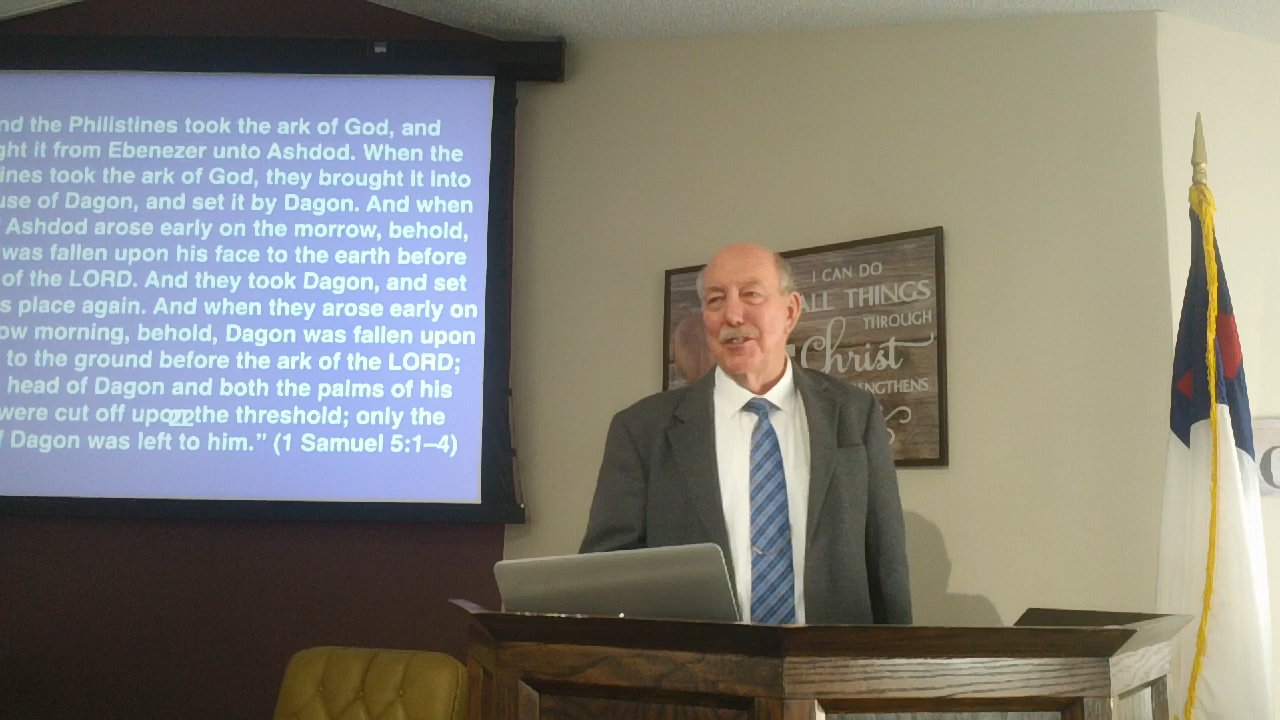 nd the Philistines took the ark of God, and
ght it from Ebenezer unto Ashdod. When the
ines took the ark of God, they brought it into
use of Dagon, and set it by Dagon. And when
Ashdod arose early on the morrow, behold,
was fallen upon his face to the earth before
of the LORD. And they took Dagon, and set
s place again. And when they arose early on
ow morning, behold, Dagon was fallen upon
to the ground before the ark of the LORD;
head of Dagon and both the palms of his
were cut off upon the threshold; only the
22
Dagon was left to him.” (1 Samuel 5:1–4)
I CAN DO
ALL THINGS
THROUGH
Christ
ENGTHENS